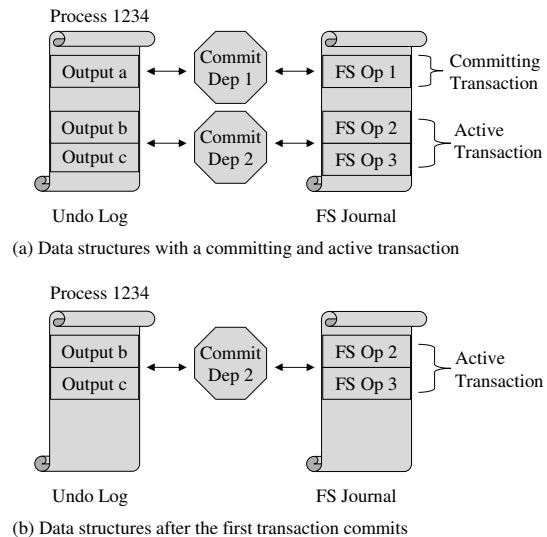 Process 1234
Output a
Commit
Dep 1
FS Op 1
Committing
Transaction
Output b
Output c
Commit
Dep 2
FS Op 2
FS Op 3
Active
Transaction
Undo Log
FS Journal
(a) Data structures with a committing and active transaction
Process 1234
Output b
Output c
Commit
Dep 2
FS Op 2
FS Op 3
Active
Transaction
Undo Log
FS Journal
(b) Data structures after the first transaction commits